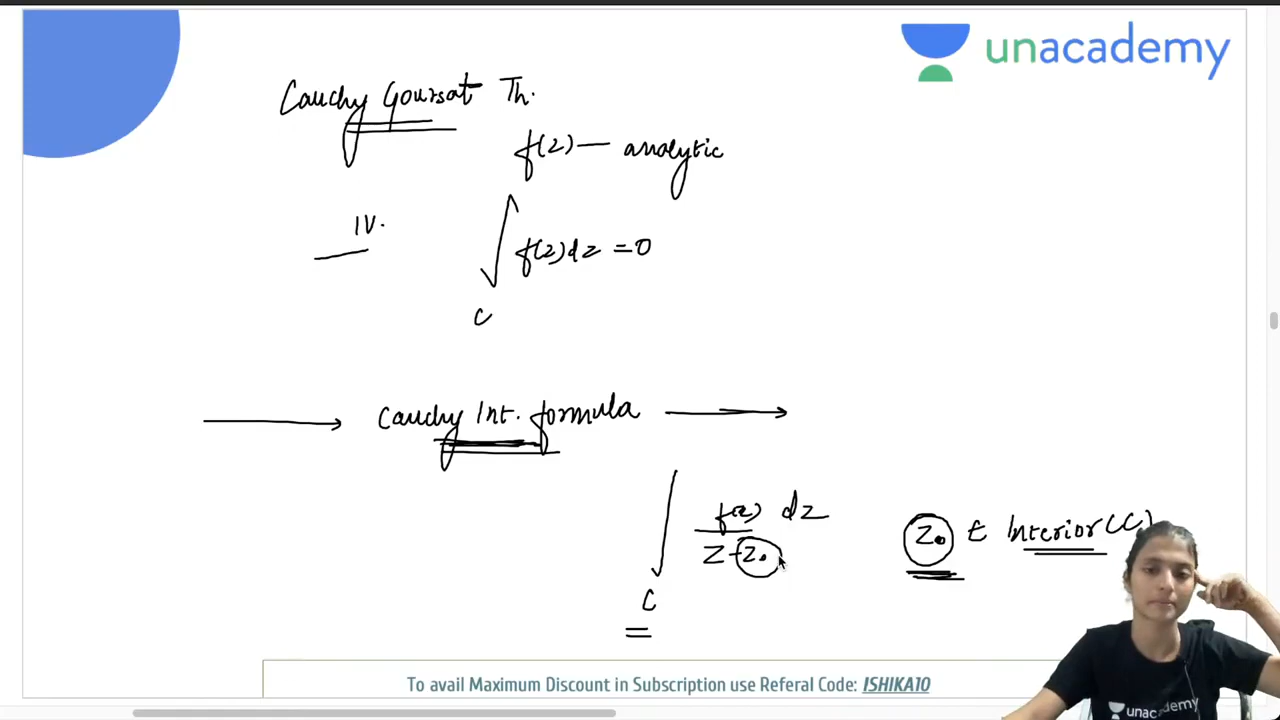 unacademy
Cauchy Goursat Th.
f(z) — analytic
IV.
∫ f(z)dz = 0
C
→ Cauchy Int. formula →
∫ f(z) dz
z - z₀
C
z₀ ∈ Interior(C)
unacademy
To avail Maximum Discount in Subscription use Referal Code: ISHIKA10